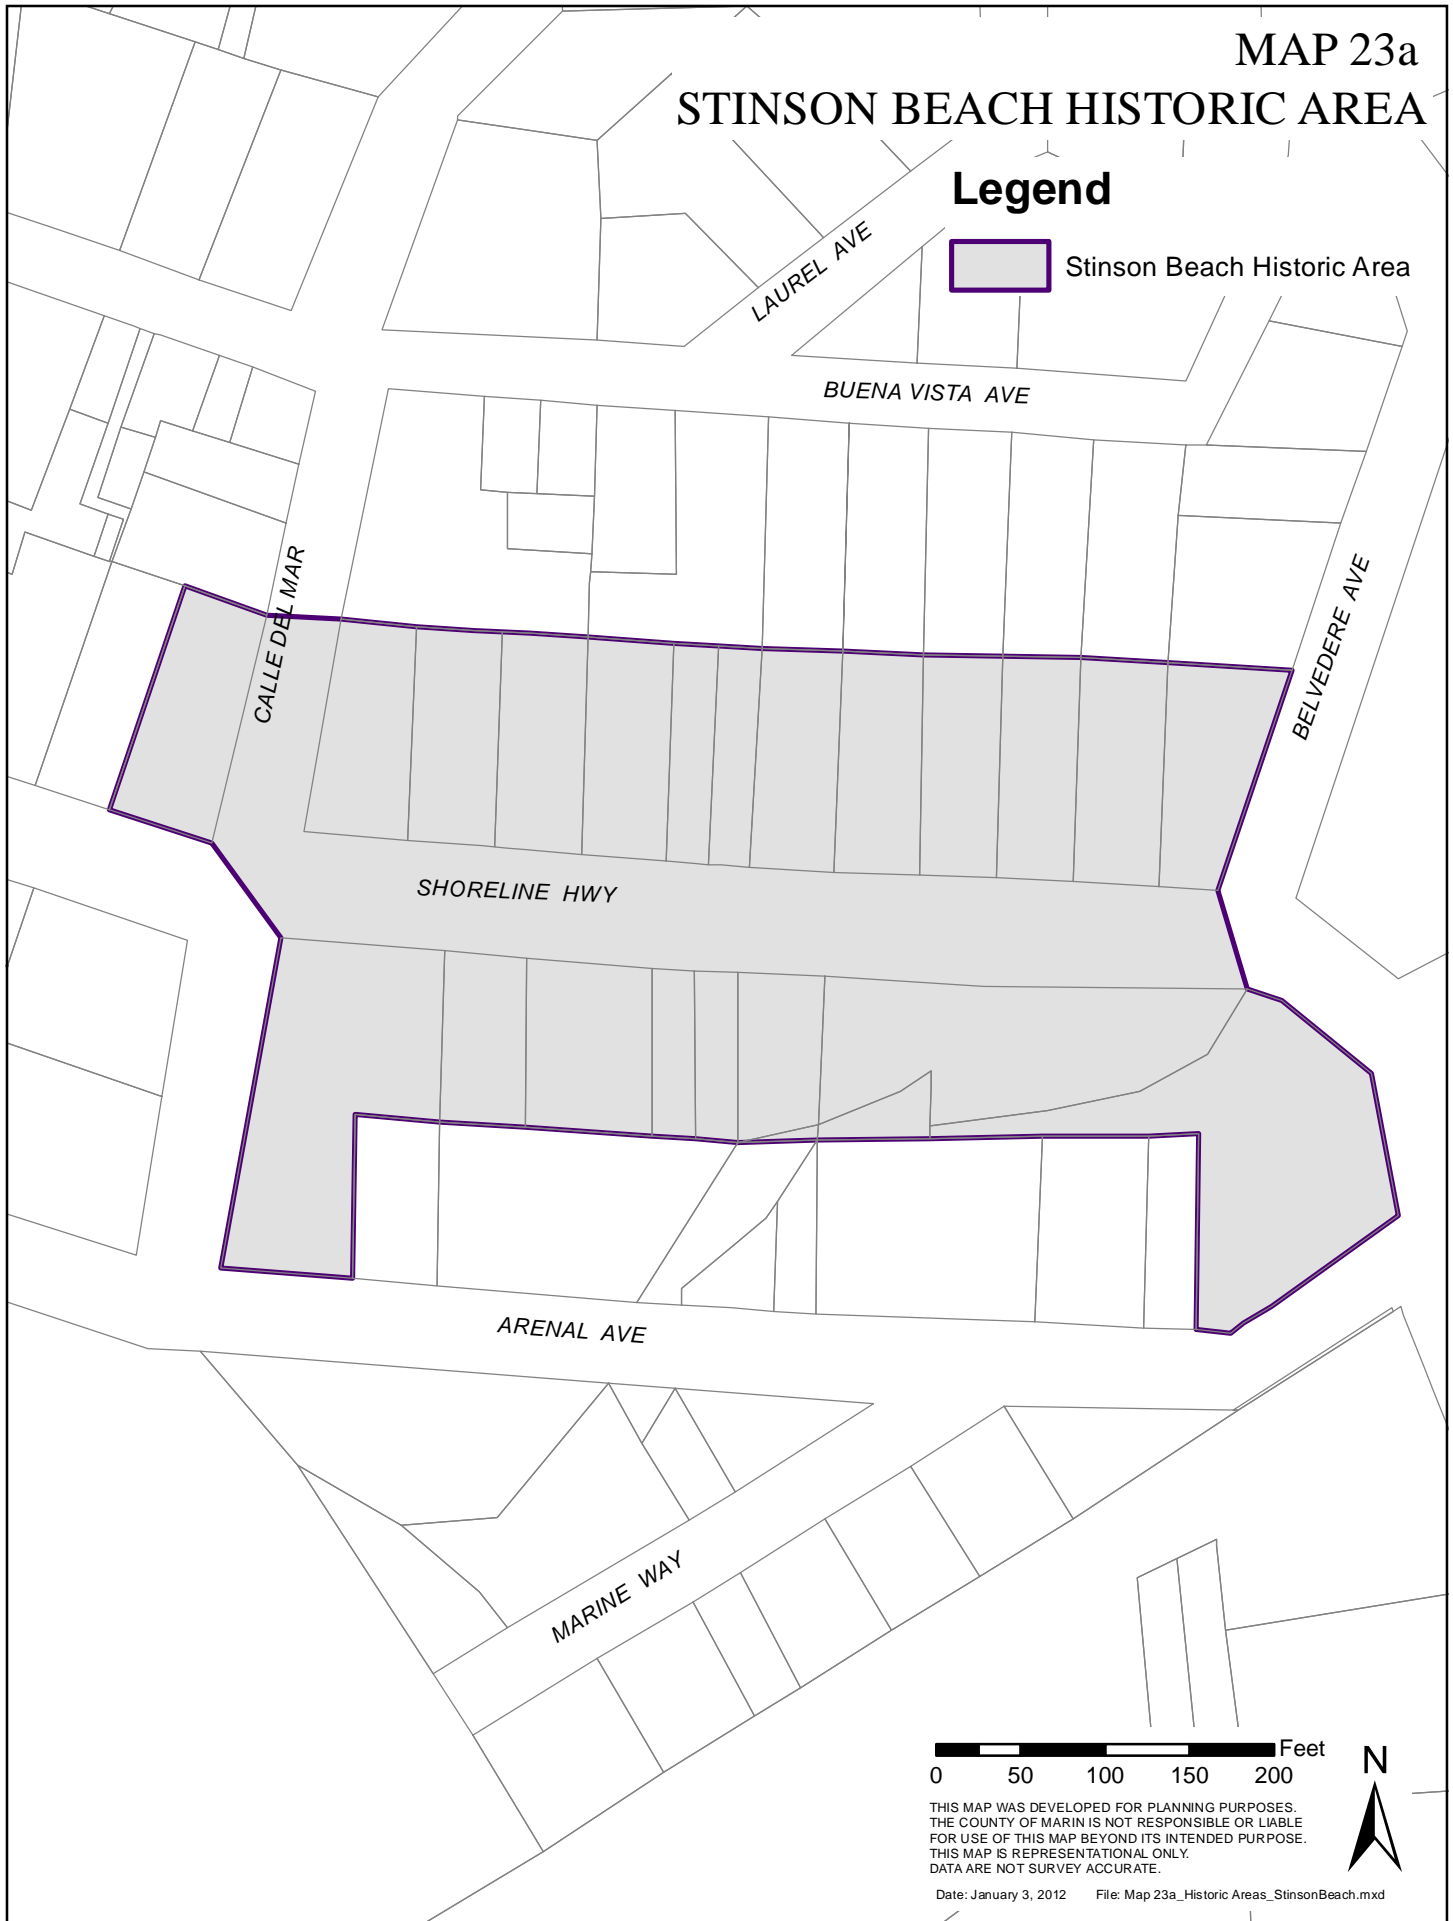 MAP 23a
STINSON BEACH HISTORIC AREA
Legend
Stinson Beach Historic Area
LAUREL AVE
BUENA VISTA AVE
CALLE DEL MAR
BELVEDERE AVE
SHORELINE HWY
ARENAL AVE
MARINE WAY
Feet
0 50 100 150 200
N
THIS MAP WAS DEVELOPED FOR PLANNING PURPOSES.
THE COUNTY OF MARIN IS NOT RESPONSIBLE OR LIABLE
FOR USE OF THIS MAP BEYOND ITS INTENDED PURPOSE.
THIS MAP IS REPRESENTATIONAL ONLY.
DATA ARE NOT SURVEY ACCURATE.
Date: January 3, 2012 File: Map 23a_Historic Areas_StinsonBeach.mxd